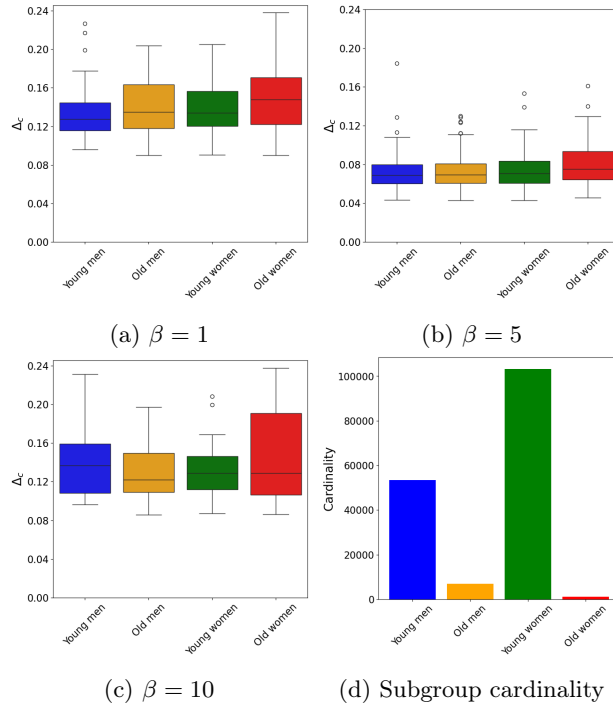 0.24
0.20
0.16
0.12
0.08
0.04
0.00
Δc
Young men
Old men
Young women
Old women
(a) β = 1
0.24
0.20
0.16
0.12
0.08
0.04
0.00
Δc
Young men
Old men
Young women
Old women
(b) β = 5
0.24
0.20
0.16
0.12
0.08
0.04
0.00
Δc
Young men
Old men
Young women
Old women
(c) β = 10
100000
80000
60000
40000
20000
0
Cardinality
Young men
Old men
Young women
Old women
(d) Subgroup cardinality